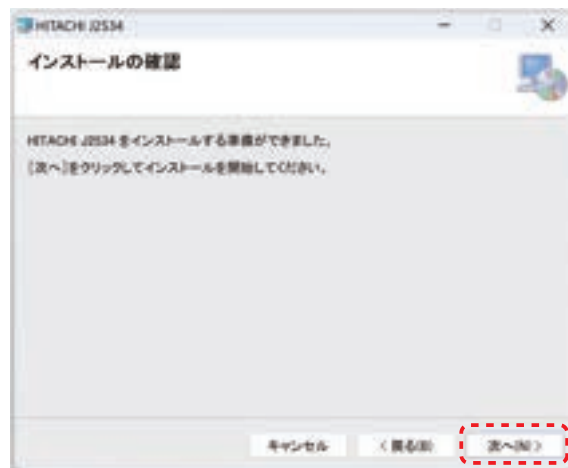 HITACHI J2534
インストールの確認
HITACHI J2534 をインストールする準備ができました。
[次へ]をクリックしてインストールを開始してください。
キャンセル
< 戻る(B)
次へ(N) >